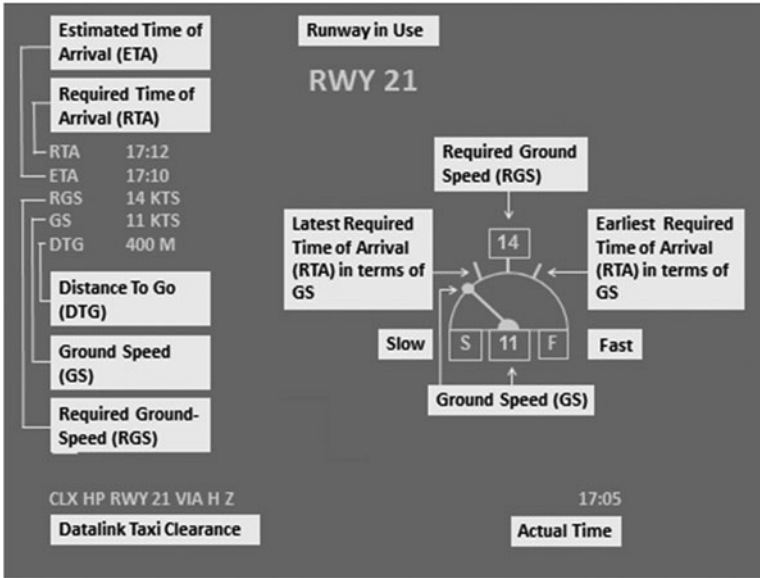 Estimated Time of
Arrival (ETA)
Runway in Use
RWY 21
Required Time of
Arrival (RTA)
RTA 17:12
ETA 17:10
RGS 14 KTS
GS 11 KTS
DTG 400 M
Required Ground
Speed (RGS)
Latest Required
Time of Arrival
(RTA) in terms of
GS
14
Earliest Required
Time of Arrival
(RTA) in terms of
GS
Distance To Go
(DTG)
Ground Speed
(GS)
Slow
S 11 F
Fast
Ground Speed (GS)
Required Ground-
Speed (RGS)
CLX HP RWY 21 VIA H Z
17:05
Datalink Taxi Clearance
Actual Time